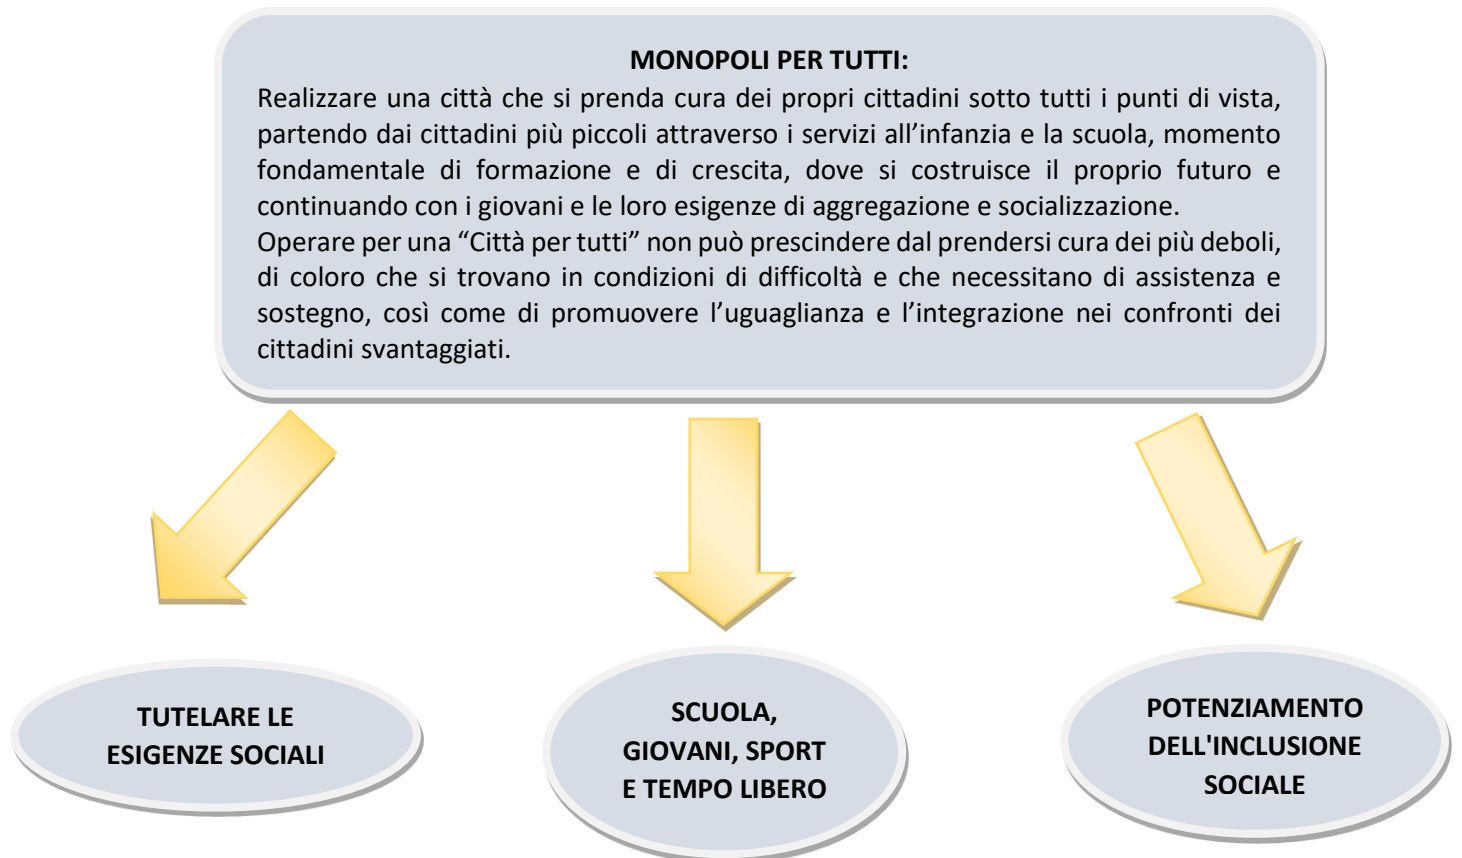 MONOPOLI PER TUTTI:
Realizzare una città che si prenda cura dei propri cittadini sotto tutti i punti di vista,
partendo dai cittadini più piccoli attraverso i servizi all’infanzia e la scuola, momento
fondamentale di formazione e di crescita, dove si costruisce il proprio futuro e
continuando con i giovani e le loro esigenze di aggregazione e socializzazione.
Operare per una “Città per tutti” non può prescindere dal prendersi cura dei più deboli,
di coloro che si trovano in condizioni di difficoltà e che necessitano di assistenza e
sostegno, così come di promuovere l’uguaglianza e l’integrazione nei confronti dei
cittadini svantaggiati.
TUTELARE LE
ESIGENZE SOCIALI
SCUOLA,
GIOVANI, SPORT
E TEMPO LIBERO
POTENZIAMENTO
DELL'INCLUSIONE
SOCIALE